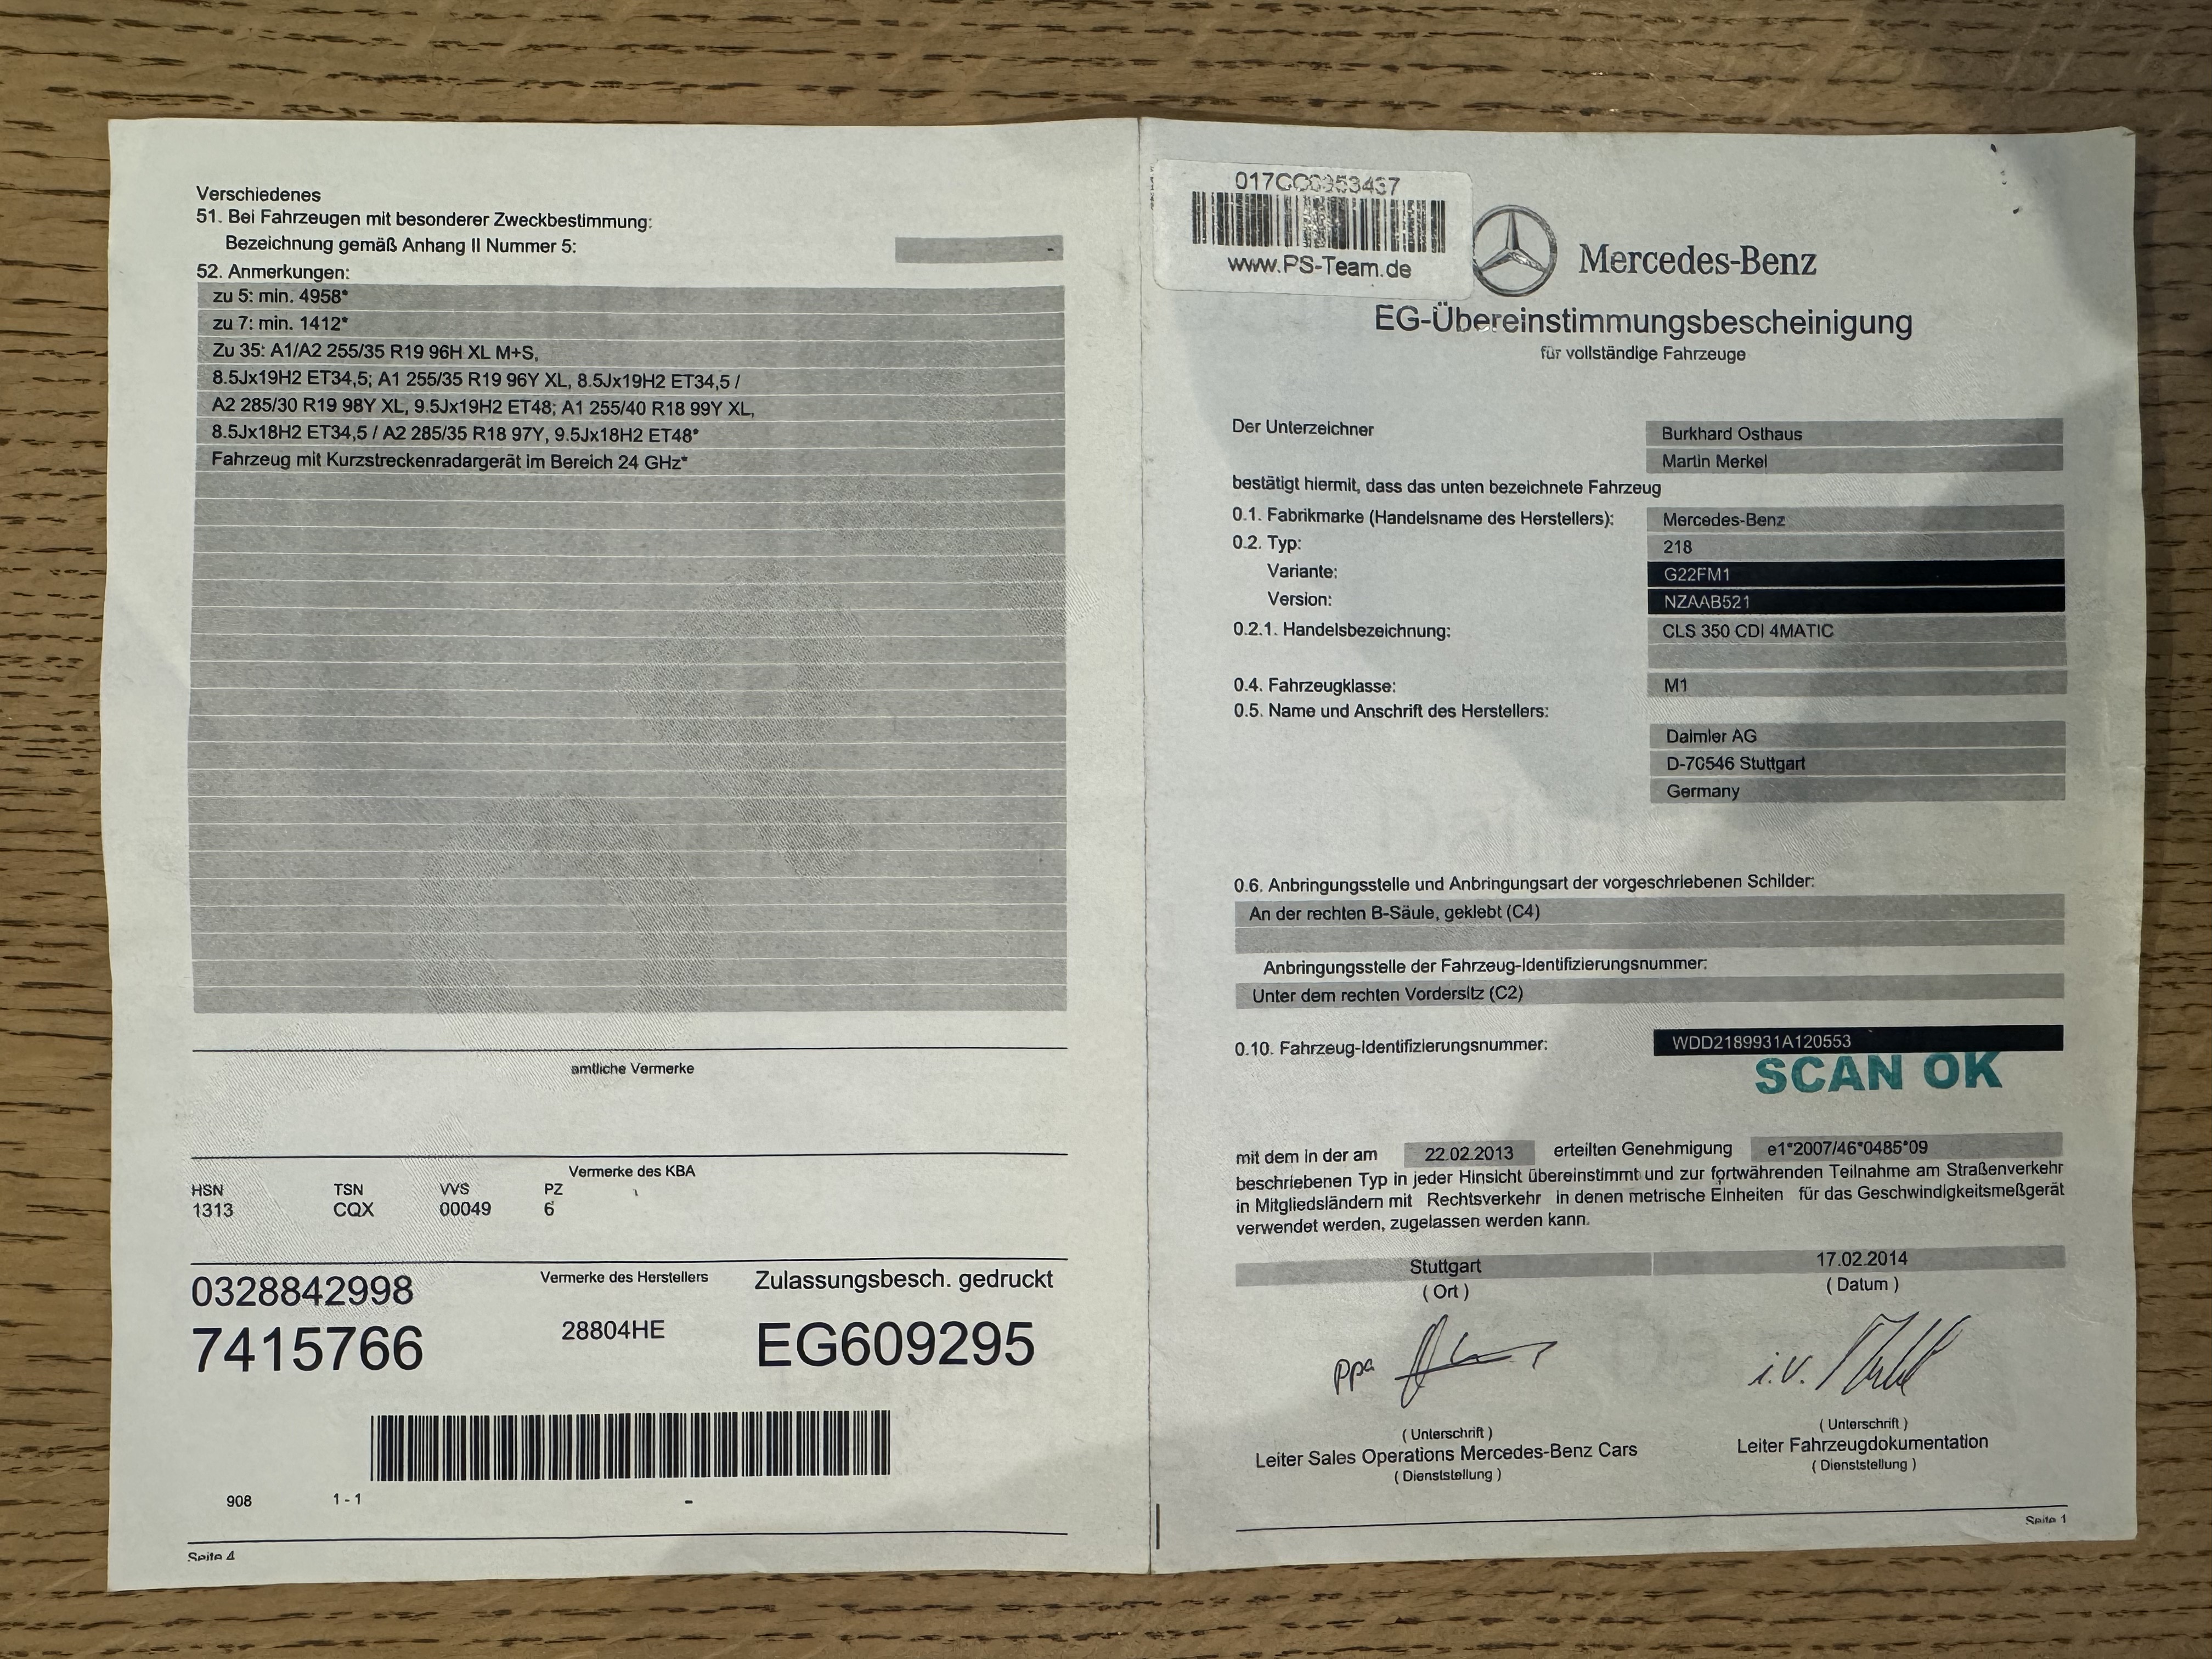 Verschiedenes
51. Bei Fahrzeugen mit besonderer Zweckbestimmung:
Bezeichnung gemäß Anhang II Nummer 5: -
52. Anmerkungen:
zu 5: min. 4958*
zu 7: min. 1412*
Zu 35: A1/A2 255/35 R19 96H XL M+S,
8.5Jx19H2 ET34,5; A1 255/35 R19 96Y XL, 8.5Jx19H2 ET34,5 /
A2 285/30 R19 98Y XL, 9.5Jx19H2 ET48; A1 255/40 R18 99Y XL,
8.5Jx18H2 ET34,5 / A2 285/35 R18 97Y, 9.5Jx18H2 ET48*
Fahrzeug mit Kurzstreckenradargerät im Bereich 24 GHz*
amtliche Vermerke
Vermerke des KBA
HSN TSN VVS PZ
1313 CQX 00049 6
0328842998 Vermerke des Herstellers Zulassungsbesch. gedruckt
7415766 28804HE EG609295
908 1 - 1 -
Seite 4
www.PS-Team.de
Mercedes-Benz
EG-Übereinstimmungsbescheinigung
für vollständige Fahrzeuge
Der Unterzeichner Burkhard Osthaus
Martin Merkel
bestätigt hiermit, dass das unten bezeichnete Fahrzeug
0.1. Fabrikmarke (Handelsname des Herstellers): Mercedes-Benz
0.2. Typ: 218
Variante: G22FM1
Version: NZAAB521
0.2.1. Handelsbezeichnung: CLS 350 CDI 4MATIC
0.4. Fahrzeugklasse: M1
0.5. Name und Anschrift des Herstellers:
Daimler AG
D-70546 Stuttgart
Germany
0.6. Anbringungsstelle und Anbringungsart der vorgeschriebenen Schilder:
An der rechten B-Säule, geklebt (C4)
Anbringungsstelle der Fahrzeug-Identifizierungsnummer:
Unter dem rechten Vordersitz (C2)
0.10. Fahrzeug-Identifizierungsnummer: WDD2189931A120553
SCAN OK
mit dem in der am 22.02.2013 erteilten Genehmigung e1*2007/46*0485*09
beschriebenen Typ in jeder Hinsicht übereinstimmt und zur fortwährenden Teilnahme am Straßenverkehr
in Mitgliedsländern mit Rechtsverkehr in denen metrische Einheiten für das Geschwindigkeitsmeßgerät
verwendet werden, zugelassen werden kann.
Stuttgart 17.02.2014
( Ort ) ( Datum )
ppa i.v.
( Unterschrift ) ( Unterschrift )
Leiter Sales Operations Mercedes-Benz Cars Leiter Fahrzeugdokumentation
( Dienststellung ) ( Dienststellung )
Seite 1